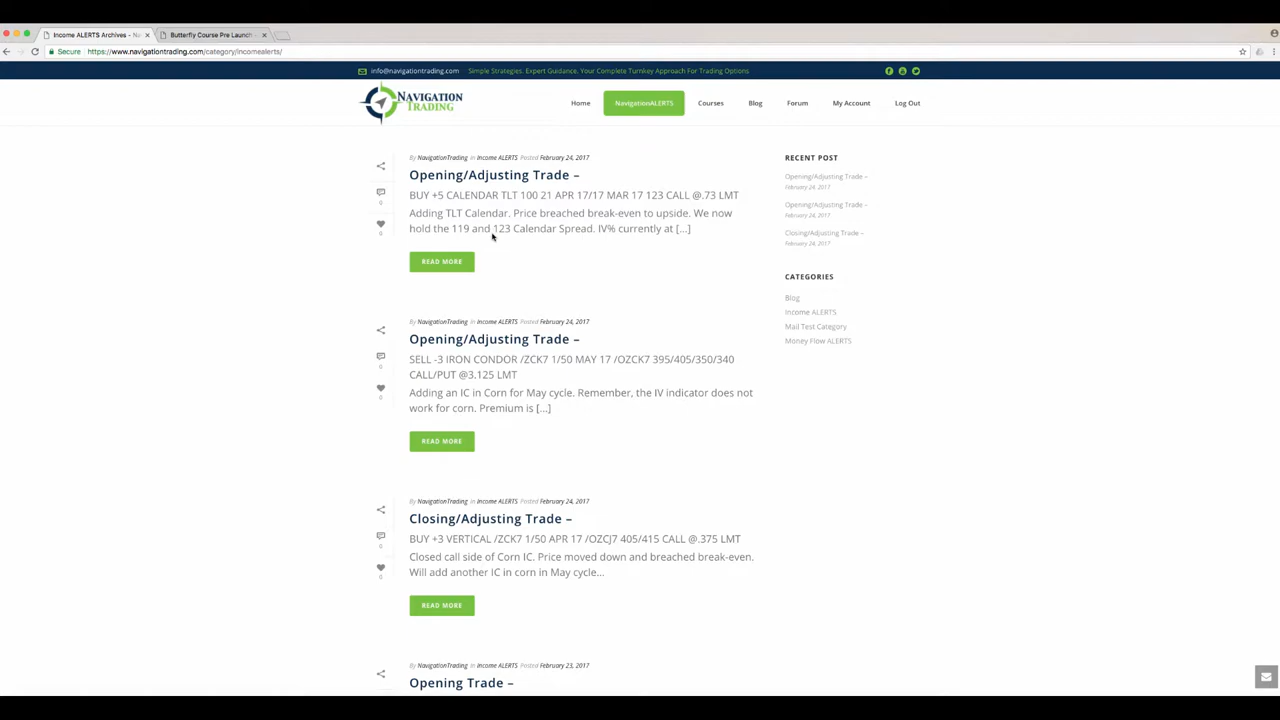 Income ALERTS Archives - Na
Butterfly Course Pre Launch -
Secure https://www.navigationtrading.com/category/incomealerts/
info@navigationtrading.com Simple Strategies. Expert Guidance. Your Complete Turnkey Approach For Trading Options
NAVIGATION
TRADING
Home NavigationALERTS Courses Blog Forum My Account Log Out
By NavigationTrading In Income ALERTS Posted February 24, 2017
Opening/Adjusting Trade –
BUY +5 CALENDAR TLT 100 21 APR 17/17 MAR 17 123 CALL @.73 LMT
0
Adding TLT Calendar. Price breached break-even to upside. We now
hold the 119 and 123 Calendar Spread. IV% currently at [...]
0
READ MORE
By NavigationTrading In Income ALERTS Posted February 24, 2017
Opening/Adjusting Trade –
SELL -3 IRON CONDOR /ZCK7 1/50 MAY 17 /OZCK7 395/405/350/340
CALL/PUT @3.125 LMT
0
Adding an IC in Corn for May cycle. Remember, the IV indicator does not
work for corn. Premium is [...]
0
READ MORE
By NavigationTrading In Income ALERTS Posted February 24, 2017
Closing/Adjusting Trade –
BUY +3 VERTICAL /ZCK7 1/50 APR 17 /OZCJ7 405/415 CALL @.375 LMT
0
Closed call side of Corn IC. Price moved down and breached break-even.
Will add another IC in corn in May cycle...
0
READ MORE
By NavigationTrading In Income ALERTS Posted February 23, 2017
Opening Trade –
RECENT POST
Opening/Adjusting Trade –
February 24, 2017
Opening/Adjusting Trade –
February 24, 2017
Closing/Adjusting Trade –
February 24, 2017
CATEGORIES
Blog
Income ALERTS
Mail Test Category
Money Flow ALERTS